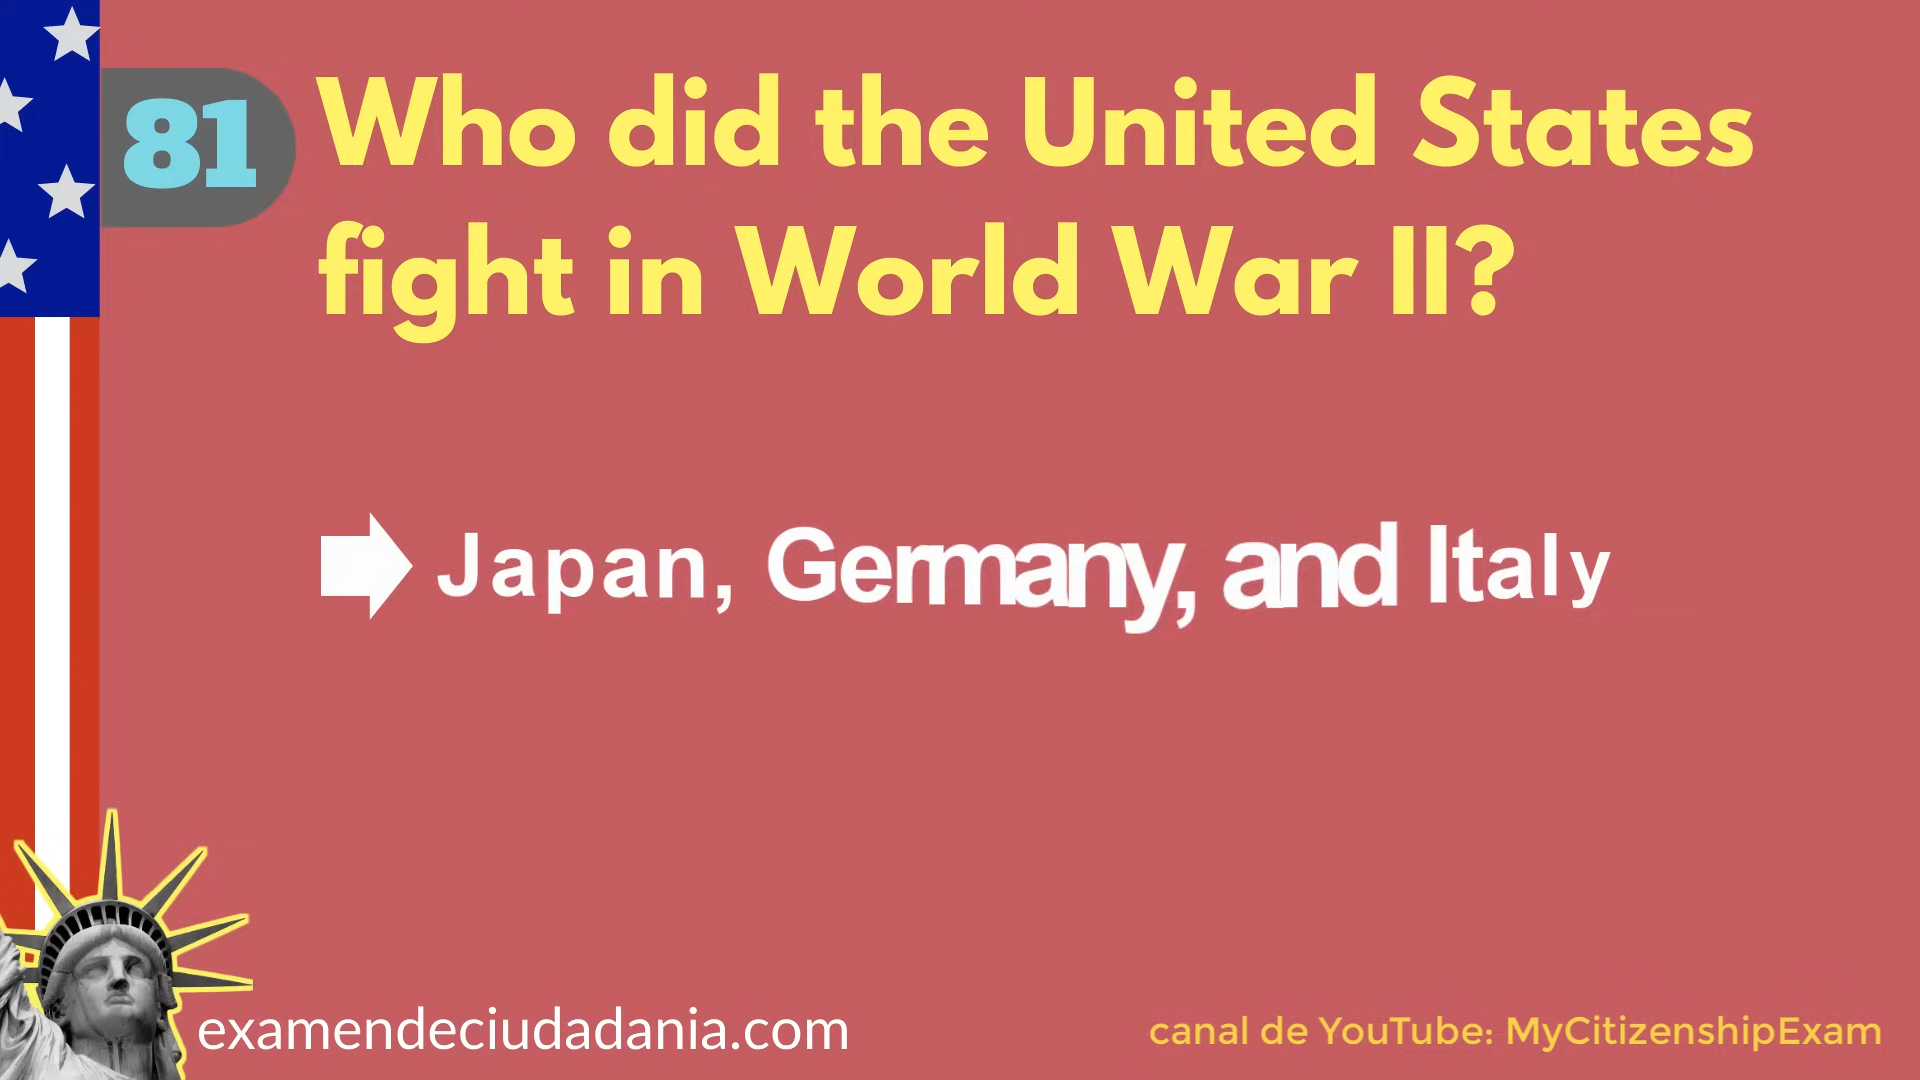 81
Who did the United States
fight in World War II?
Japan, Germany, and Italy
examendeciudadania.com
canal de YouTube: MyCitizenshipExam